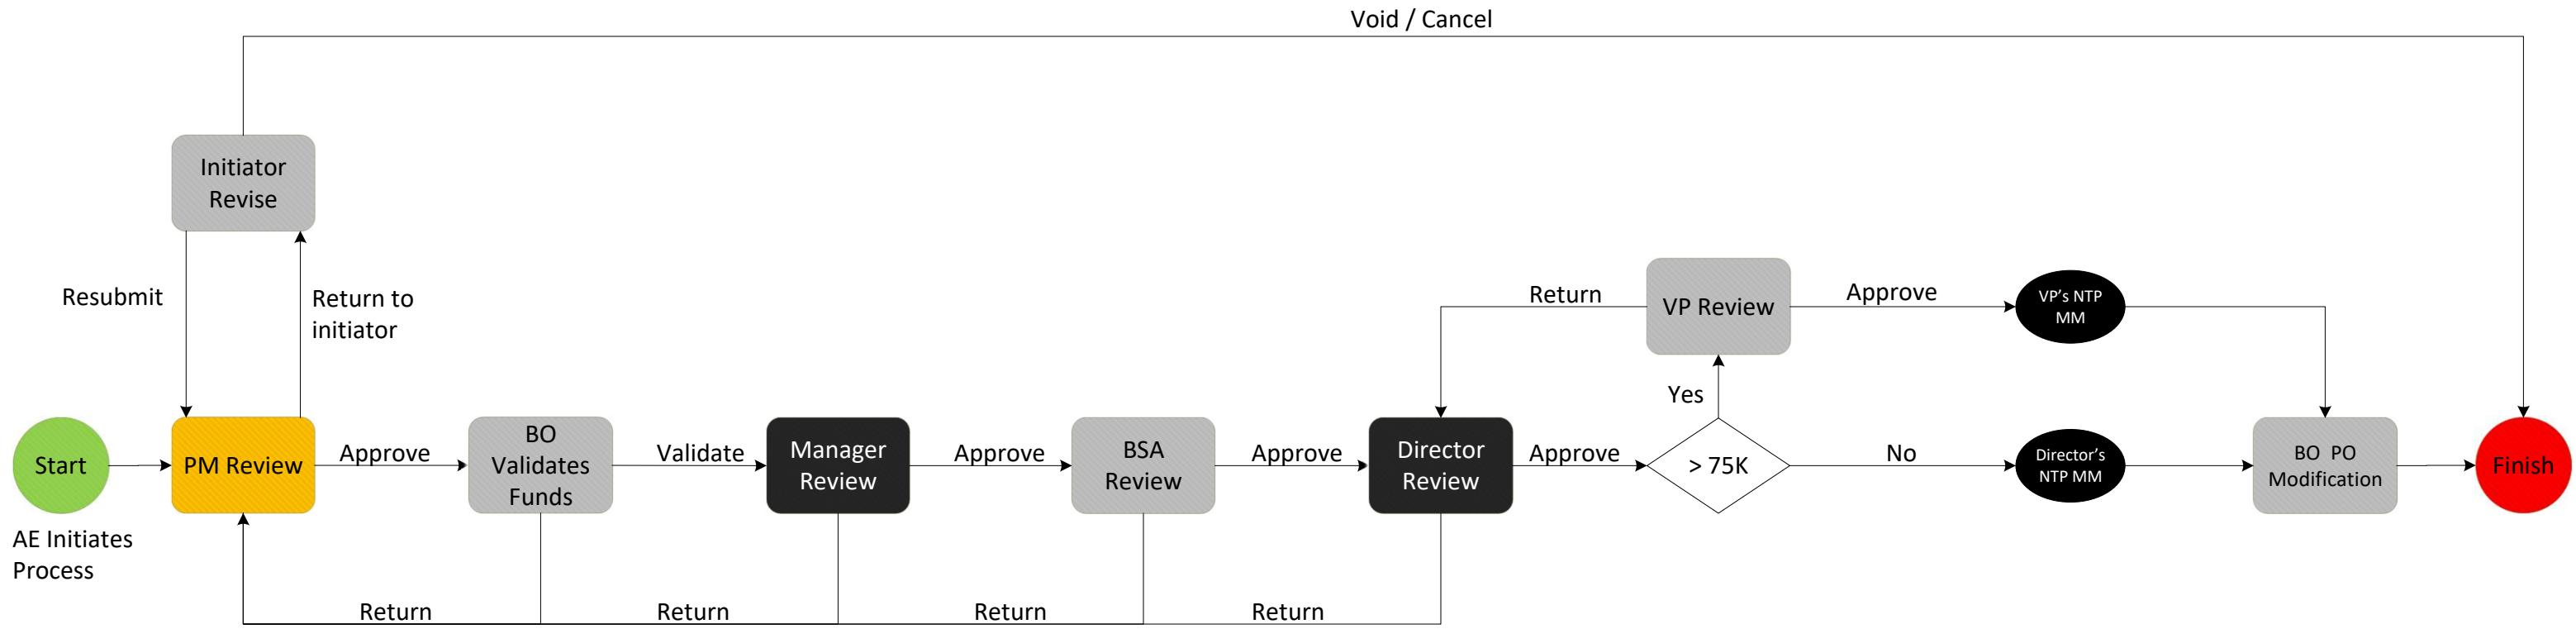 Void / Cancel
Initiator
Revise
Resubmit
Return to
initiator
Return
VP Review
Approve
VP's NTP
MM
Yes
Start
PM Review
Approve
BO
Validates
Funds
Validate
Manager
Review
Approve
BSA
Review
Approve
Director
Review
Approve
> 75K
No
Director's
NTP MM
BO PO
Modification
Finish
AE Initiates
Process
Return
Return
Return
Return